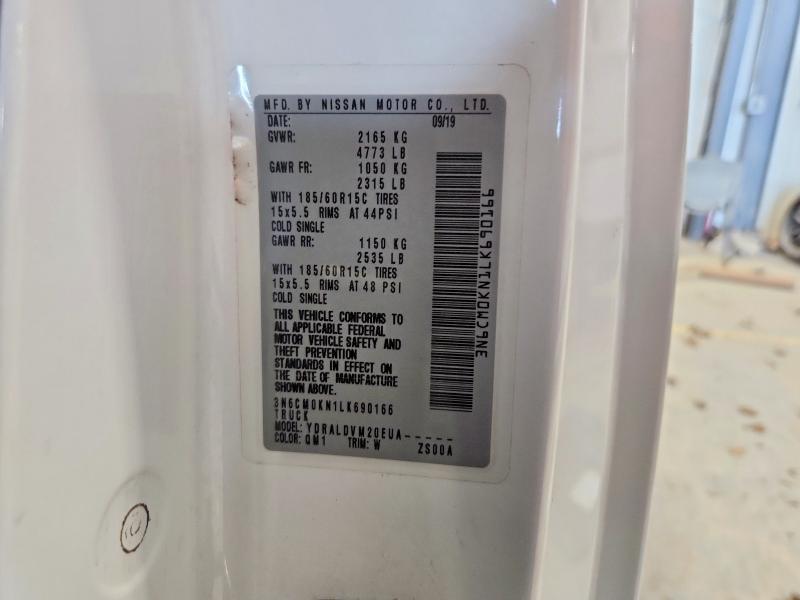 MFD. BY NISSAN MOTOR CO., LTD.
DATE: 09/19
GVWR: 2165 KG
4773 LB
GAWR FR: 1050 KG
2315 LB
WITH 185/60R15C TIRES
15x5.5 RIMS AT 44PSI
COLD SINGLE
GAWR RR: 1150 KG
2535 LB
WITH 185/60R15C TIRES
15x5.5 RIMS AT 48 PSI
COLD SINGLE
THIS VEHICLE CONFORMS TO
ALL APPLICABLE FEDERAL
MOTOR VEHICLE SAFETY AND
THEFT PREVENTION
STANDARDS IN EFFECT ON
THE DATE OF MANUFACTURE
SHOWN ABOVE.
3N6CM0KN1LK690166
TRUCK
MODEL: YDRALDVM20EUA-----
COLOR: QM1 TRIM: W ZS00A
3N6CM0KN1LK690166